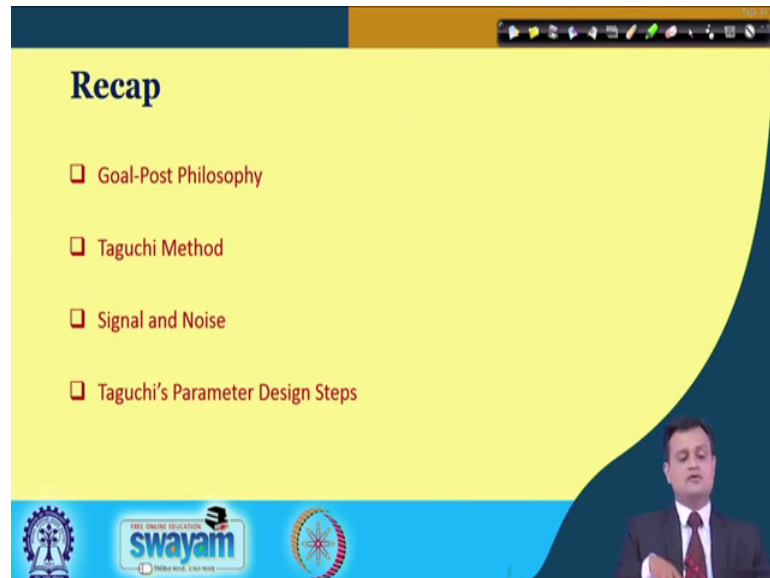 Recap
Goal-Post Philosophy
Taguchi Method
Signal and Noise
Taguchi's Parameter Design Steps
FREE ONLINE EDUCATION
swayam